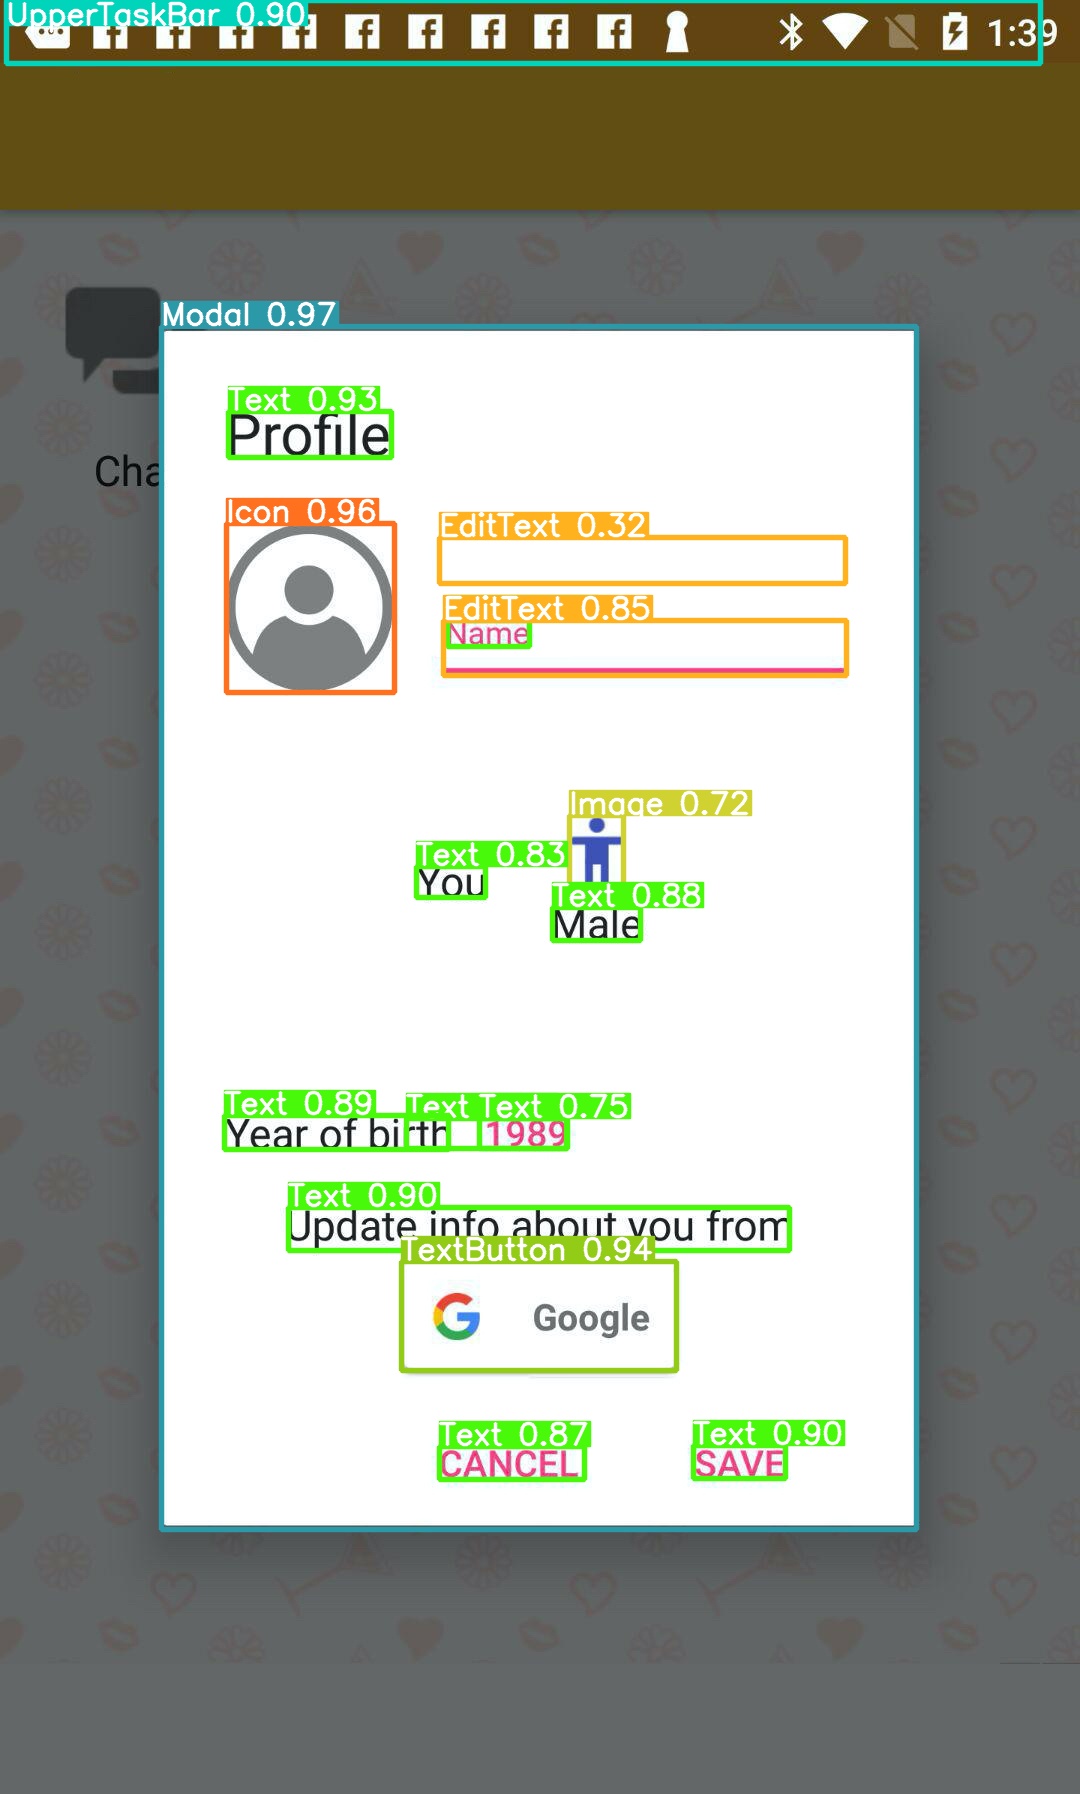 UpperTaskBar 0.90
1:39
Modal 0.97
Cha
Text 0.93
Profile
Icon 0.96
EditText 0.32
EditText 0.85
Name
Image 0.72
Text 0.83
You
Text 0.88
Male
Text 0.89 Text Text 0.75
Year of birth 1989
Text 0.90
Update info about you from
TextButton 0.94
Google
Text 0.87 Text 0.90
CANCEL SAVE